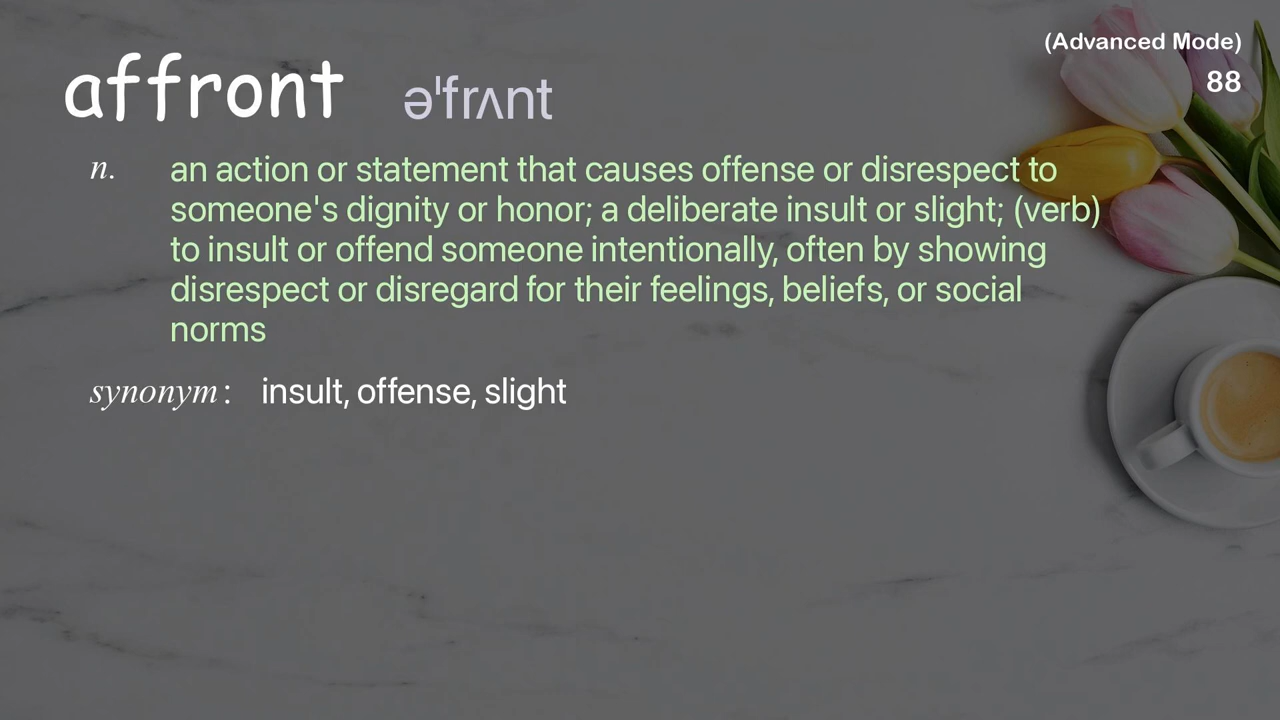 (Advanced Mode)
affront əˈfrʌnt
88
n. an action or statement that causes offense or disrespect to
someone's dignity or honor; a deliberate insult or slight; (verb)
to insult or offend someone intentionally, often by showing
disrespect or disregard for their feelings, beliefs, or social
norms
synonym: insult, offense, slight